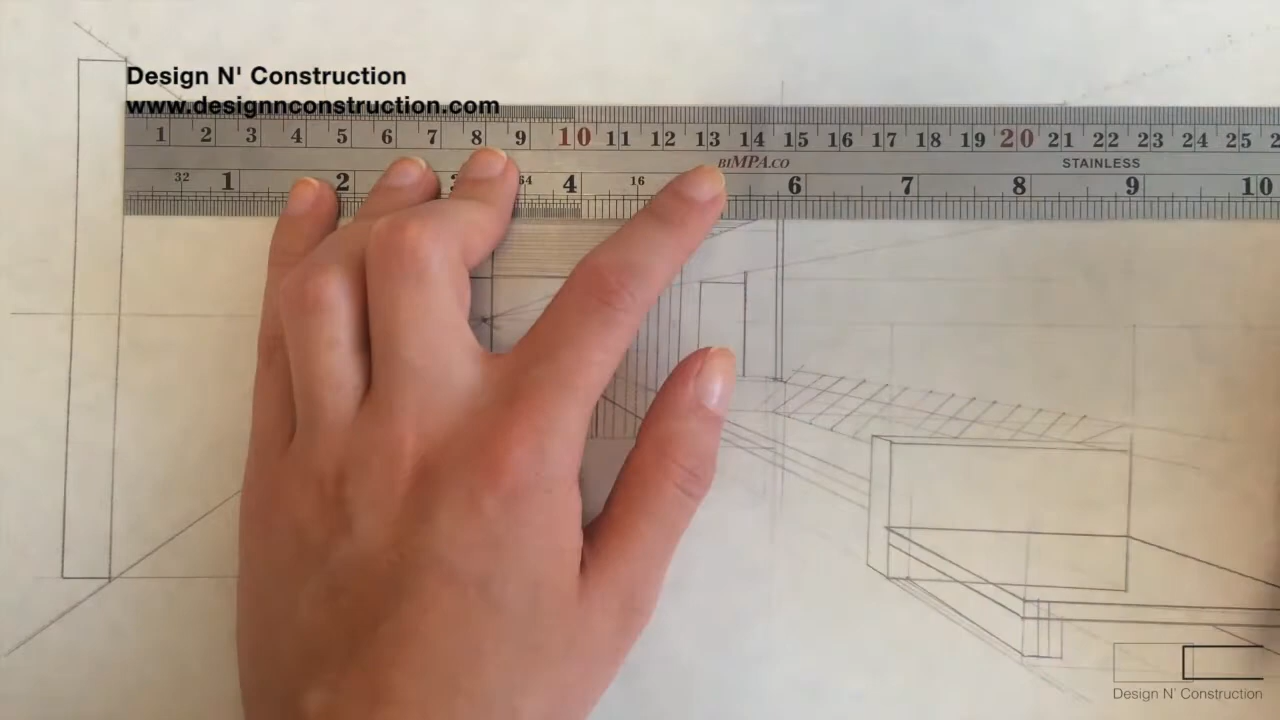 Design N' Construction
www.designnconstruction.com
1 2 3 4 5 6 7 8 9 10 11 12 13 14 15 16 17 18 19 20 21 22 23 24 25
BIMPA.CO STAINLESS
32 1 2 64 4 16 6 7 8 9 10
Design N' Construction